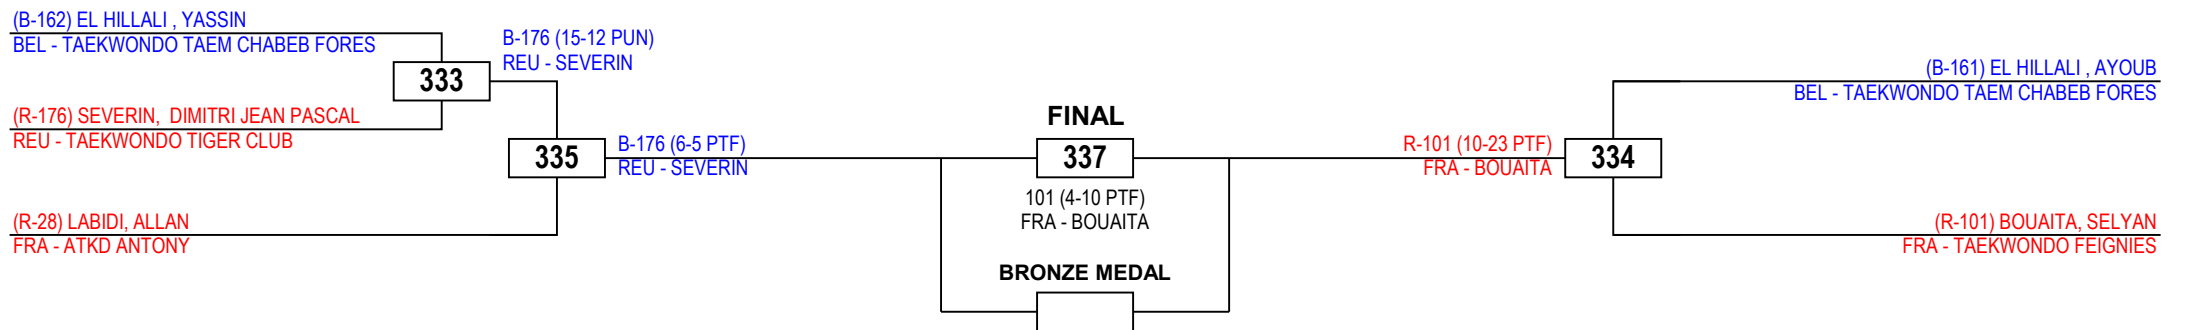 (B-162) EL HILLALI , YASSIN
BEL - TAEKWONDO TAEM CHABEB FORES
B-176 (15-12 PUN)
REU - SEVERIN
333
(R-176) SEVERIN,  DIMITRI JEAN PASCAL
REU - TAEKWONDO TIGER CLUB
335
B-176 (6-5 PTF)
REU - SEVERIN
(R-28) LABIDI, ALLAN
FRA - ATKD ANTONY
FINAL
337
101 (4-10 PTF)
FRA - BOUAITA
BRONZE MEDAL
(B-161) EL HILLALI , AYOUB
BEL - TAEKWONDO TAEM CHABEB FORES
R-101 (10-23 PTF)
FRA - BOUAITA
334
(R-101) BOUAITA, SELYAN
FRA - TAEKWONDO FEIGNIES